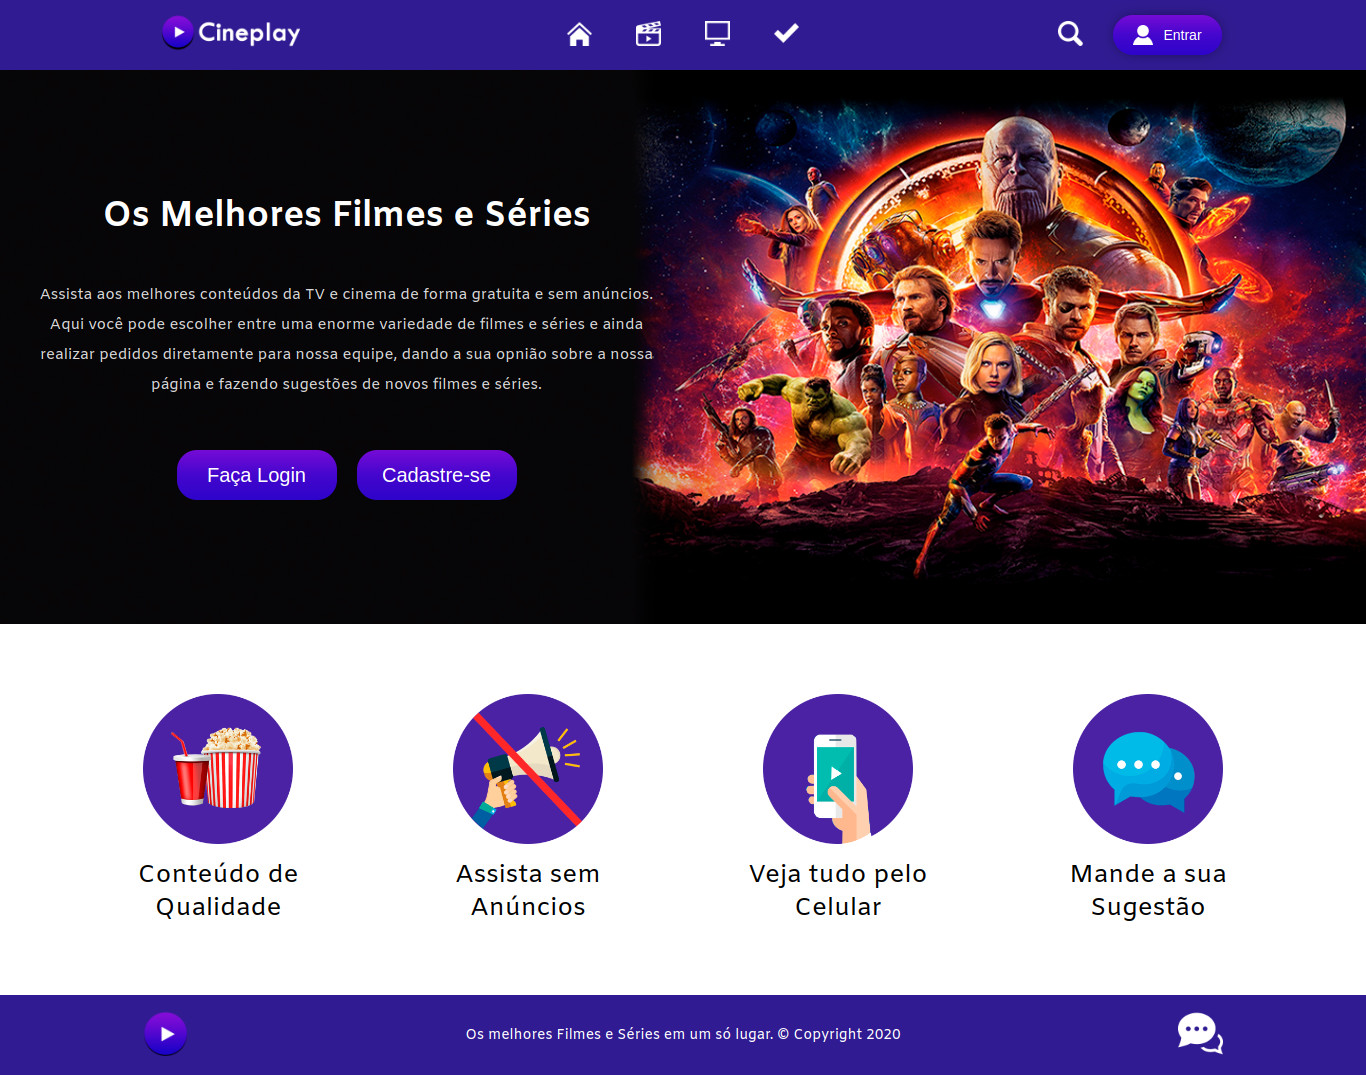 Cineplay
Entrar
Os Melhores Filmes e Séries
Assista aos melhores conteúdos da TV e cinema de forma gratuita e sem anúncios.
Aqui você pode escolher entre uma enorme variedade de filmes e séries e ainda
realizar pedidos diretamente para nossa equipe, dando a sua opnião sobre a nossa
página e fazendo sugestões de novos filmes e séries.
Faça Login
Cadastre-se
Conteúdo de
Qualidade
Assista sem
Anúncios
Veja tudo pelo
Celular
Mande a sua
Sugestão
Os melhores Filmes e Séries em um só lugar. © Copyright 2020